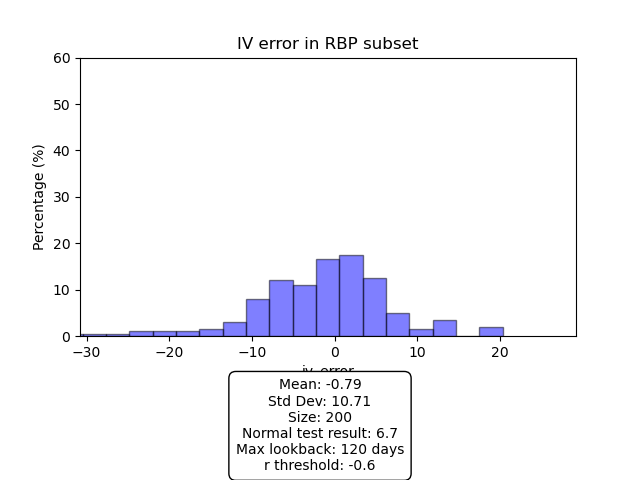 IV error in RBP subset
Percentage (%)
60
50
40
30
20
10
0
−30 −20 −10 0 10 20
iv_error
Mean: -0.79
Std Dev: 10.71
Size: 200
Normal test result: 6.7
Max lookback: 120 days
r threshold: -0.6